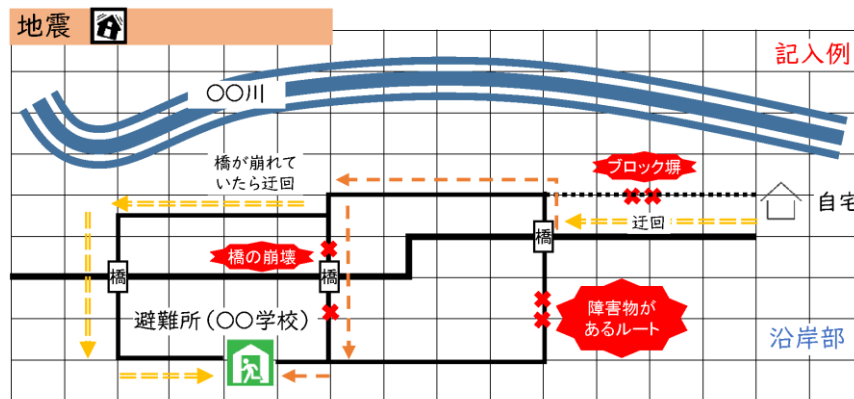 地震
記入例
〇〇川
橋が崩れて
いたら迂回
ブロック塀
自宅
迂回
橋
橋の崩壊
橋
橋
避難所(〇〇学校)
障害物が
あるルート
沿岸部